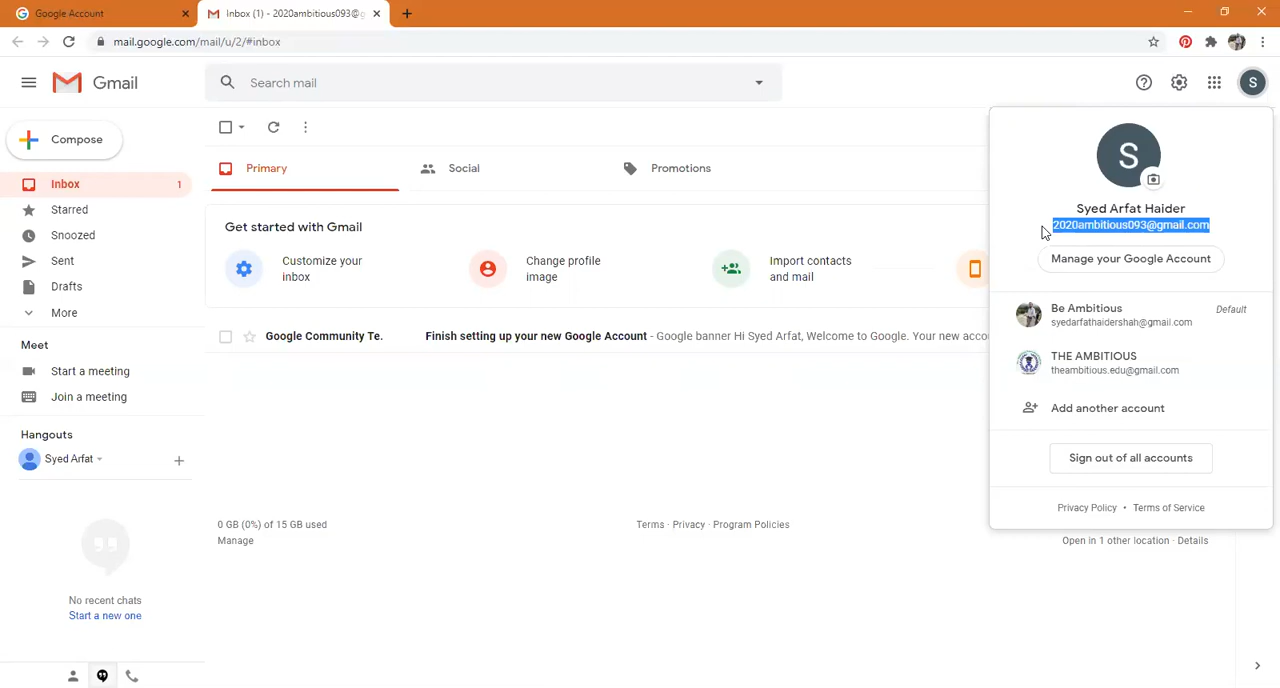 Google Account
Inbox (1) - 2020ambitious093@g
mail.google.com/mail/u/2/#inbox
Gmail
Search mail
S
Compose
Inbox 1
Starred
Snoozed
Sent
Drafts
More
Meet
Start a meeting
Join a meeting
Hangouts
Syed Arfat
No recent chats
Start a new one
Primary
Social
Promotions
Get started with Gmail
Customize your
inbox
Change profile
image
Import contacts
and mail
Google Community Te. Finish setting up your new Google Account - Google banner Hi Syed Arfat, Welcome to Google. Your new acco
0 GB (0%) of 15 GB used
Manage
Terms · Privacy · Program Policies
Open in 1 other location · Details
S
Syed Arfat Haider
2020ambitious093@gmail.com
Manage your Google Account
Be Ambitious Default
syedarfathaidershah@gmail.com
THE AMBITIOUS
theambitious.edu@gmail.com
Add another account
Sign out of all accounts
Privacy Policy • Terms of Service